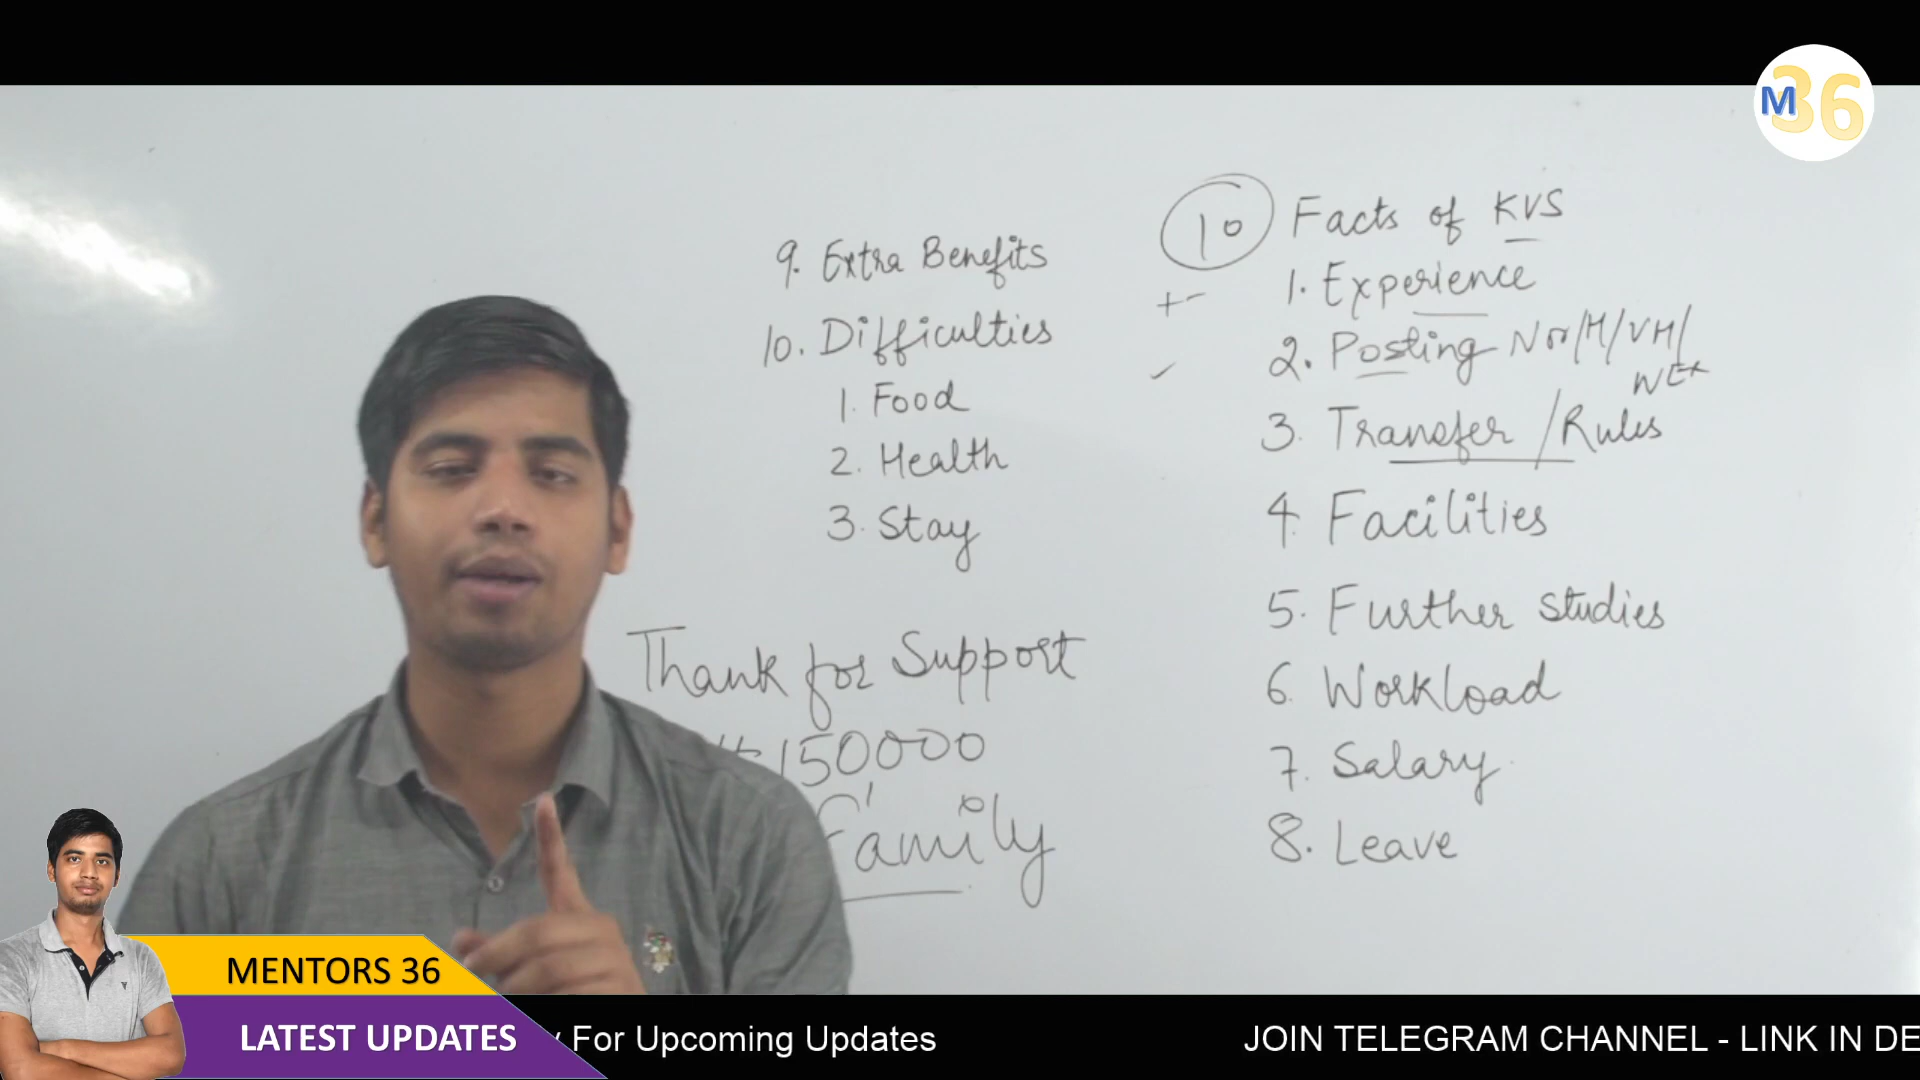 M36
10 Facts of KVS
1. Experience
+-
2. Posting Nor/H/VH/
NEx
3. Transfer / Rules
4. Facilities
5. Further Studies
6. Workload
7. Salary
8. Leave
9. Extra Benefits
10. Difficulties
1. Food
2. Health
3. Stay
Thank for Support
150000
Family
MENTORS 36
LATEST UPDATES
For Upcoming Updates
JOIN TELEGRAM CHANNEL - LINK IN DE